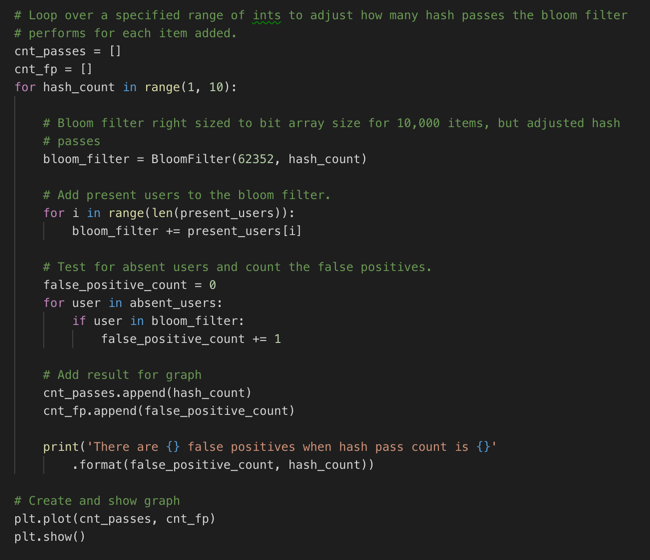 # Loop over a specified range of ints to adjust how many hash passes the bloom filter
# performs for each item added.
cnt_passes = []
cnt_fp = []
for hash_count in range(1, 10):

    # Bloom filter right sized to bit array size for 10,000 items, but adjusted hash
    # passes
    bloom_filter = BloomFilter(62352, hash_count)

    # Add present users to the bloom filter.
    for i in range(len(present_users)):
        bloom_filter += present_users[i]

    # Test for absent users and count the false positives.
    false_positive_count = 0
    for user in absent_users:
        if user in bloom_filter:
            false_positive_count += 1

    # Add result for graph
    cnt_passes.append(hash_count)
    cnt_fp.append(false_positive_count)

    print('There are {} false positives when hash pass count is {}'
        .format(false_positive_count, hash_count))

# Create and show graph
plt.plot(cnt_passes, cnt_fp)
plt.show()